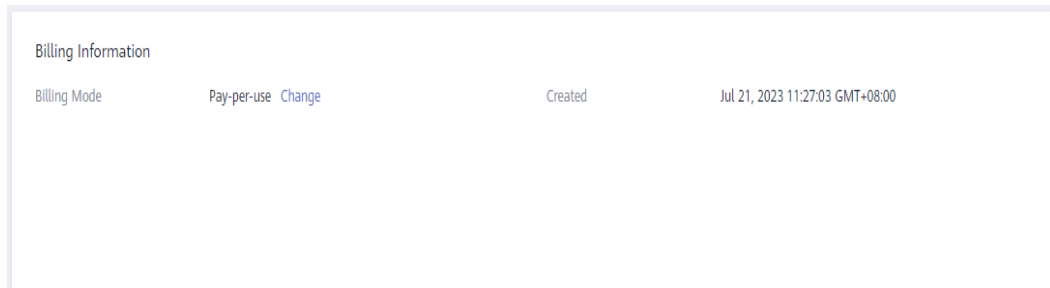 Billing Information
Billing Mode Pay-per-use Change Created Jul 21, 2023 11:27:03 GMT+08:00